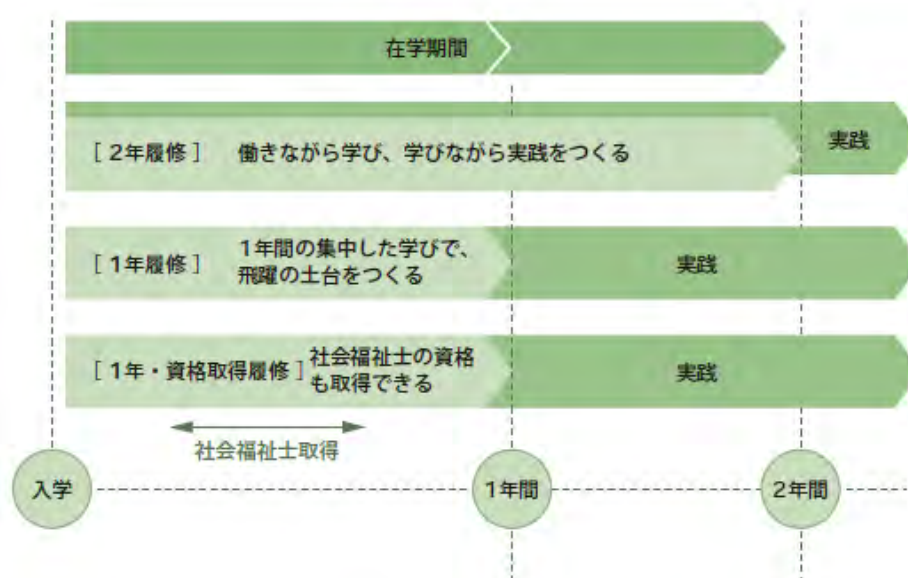 在学期間
[ 2年履修 ] 働きながら学び、学びながら実践をつくる
実践
[ 1年履修 ]
1年間の集中した学びで、
飛躍の土台をつくる
実践
[ 1年・資格取得履修 ]
社会福祉士の資格
も取得できる
実践
社会福祉士取得
入学
1年間
2年間